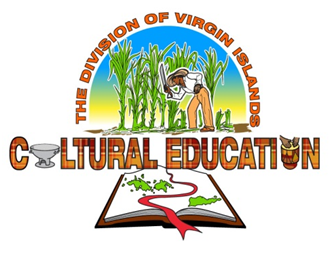 THE DIVISION OF VIRGIN ISLANDS
CULTURAL EDUCATION